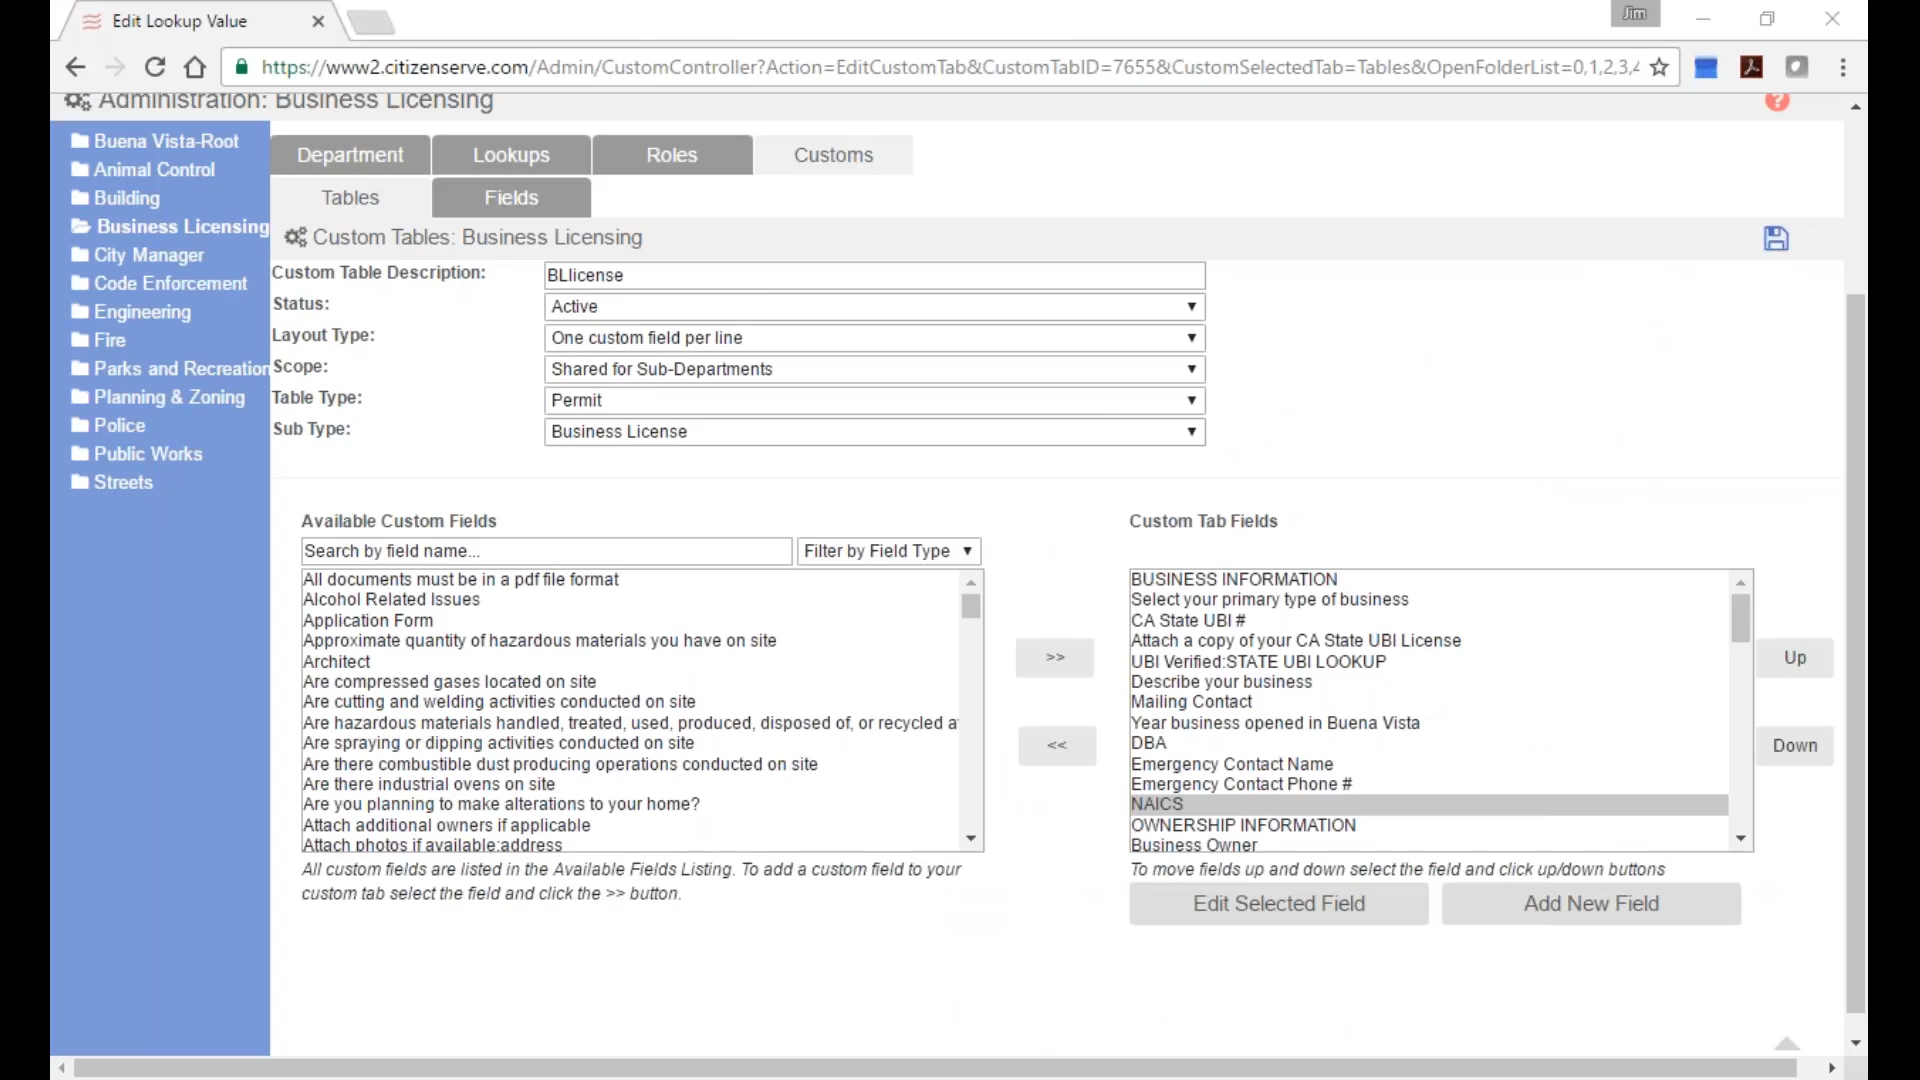 Edit Lookup Value
Jim
https://www2.citizenserve.com/Admin/CustomController?Action=EditCustomTab&CustomTabID=7655&CustomSelectedTab=Tables&OpenFolderList=0,1,2,3,4
Administration: Business Licensing
?
Buena Vista-Root
Animal Control
Building
Business Licensing
City Manager
Code Enforcement
Engineering
Fire
Parks and Recreation
Planning & Zoning
Police
Public Works
Streets
Department Lookups Roles Customs
Tables Fields
Custom Tables: Business Licensing
Custom Table Description: BLlicense
Status: Active
Layout Type: One custom field per line
Scope: Shared for Sub-Departments
Table Type: Permit
Sub Type: Business License
Available Custom Fields
Search by field name... Filter by Field Type
All documents must be in a pdf file format
Alcohol Related Issues
Application Form
Approximate quantity of hazardous materials you have on site
Architect
Are compressed gases located on site
Are cutting and welding activities conducted on site
Are hazardous materials handled, treated, used, produced, disposed of, or recycled a
Are spraying or dipping activities conducted on site
Are there combustible dust producing operations conducted on site
Are there industrial ovens on site
Are you planning to make alterations to your home?
Attach additional owners if applicable
Attach photos if available:address
All custom fields are listed in the Available Fields Listing. To add a custom field to your
custom tab select the field and click the >> button.
>>
<<
Custom Tab Fields
BUSINESS INFORMATION
Select your primary type of business
CA State UBI #
Attach a copy of your CA State UBI License
UBI Verified:STATE UBI LOOKUP
Describe your business
Mailing Contact
Year business opened in Buena Vista
DBA
Emergency Contact Name
Emergency Contact Phone #
NAICS
OWNERSHIP INFORMATION
Business Owner
Up
Down
To move fields up and down select the field and click up/down buttons
Edit Selected Field Add New Field